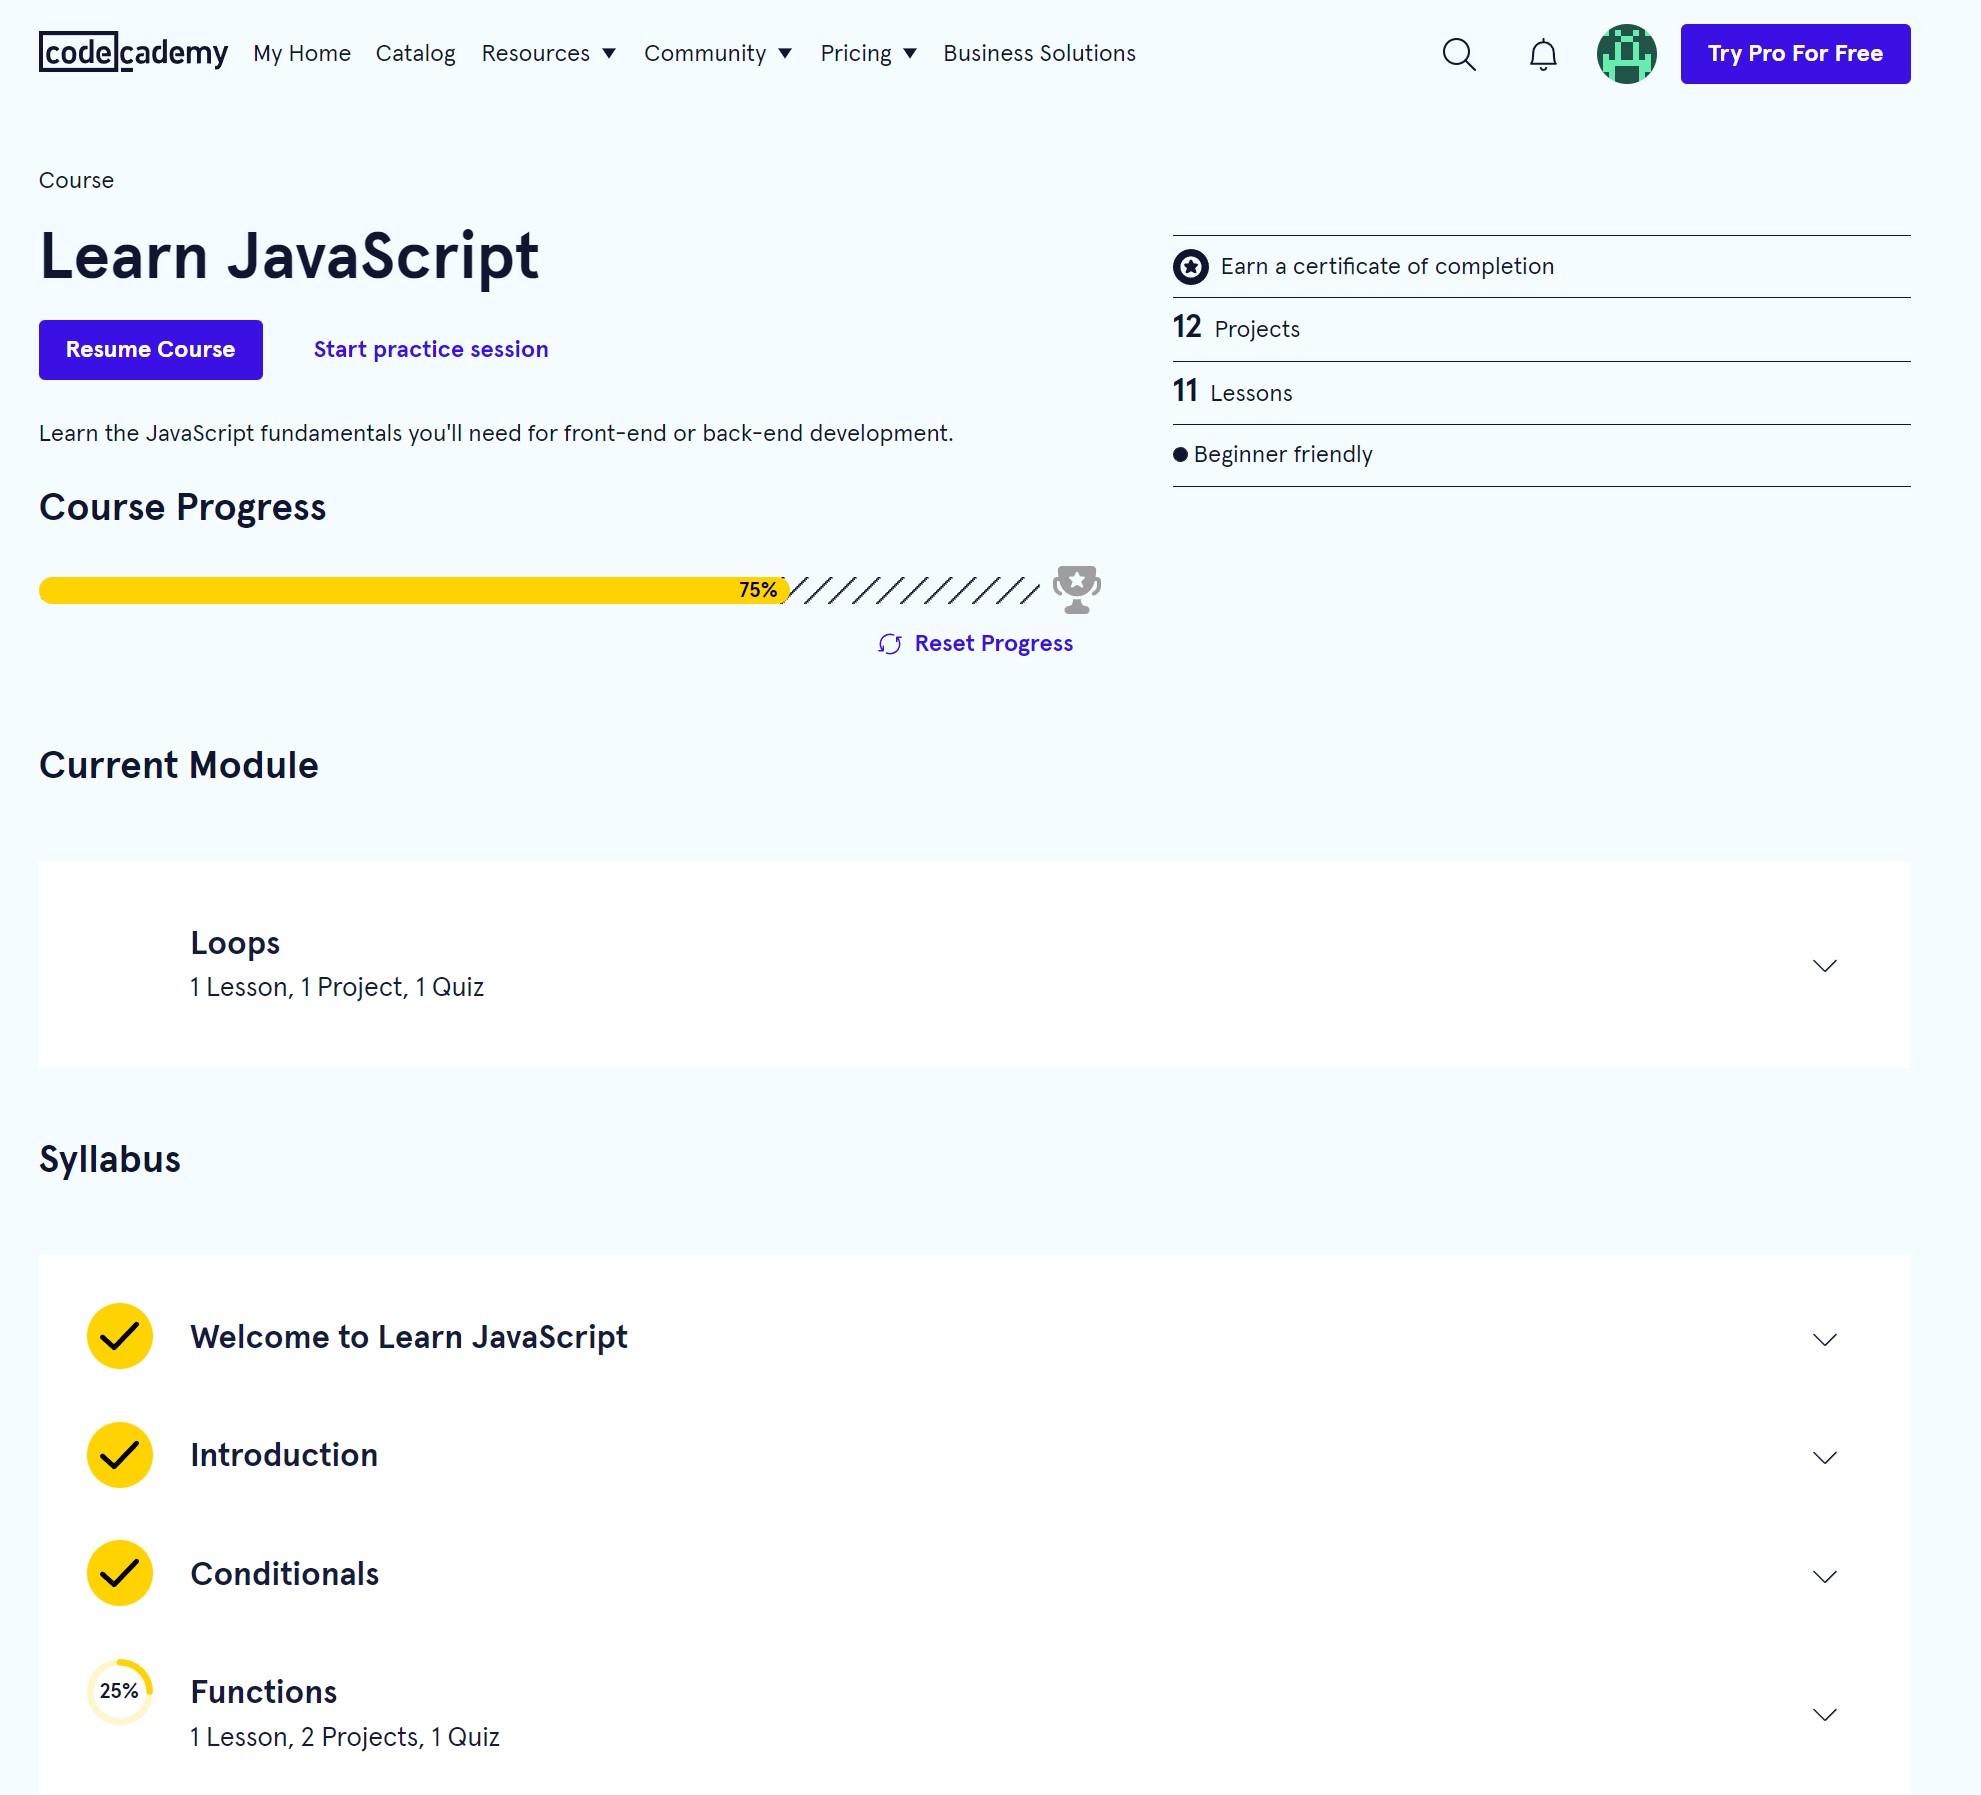 codecademy My Home Catalog Resources Community Pricing Business Solutions Try Pro For Free
Course
Learn JavaScript
Resume Course Start practice session
Learn the JavaScript fundamentals you'll need for front-end or back-end development.
Earn a certificate of completion
12 Projects
11 Lessons
Beginner friendly
Course Progress
75%
Reset Progress
Current Module
Loops
1 Lesson, 1 Project, 1 Quiz
Syllabus
Welcome to Learn JavaScript
Introduction
Conditionals
25% Functions
1 Lesson, 2 Projects, 1 Quiz